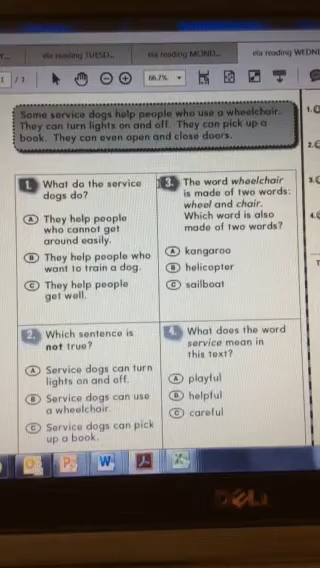 ela reading TUESD...
ela reading MOND...
ela reading WEDNE
1 / 1
66.7%
Some service dogs help people who use a wheelchair.
They can turn lights on and off. They can pick up a
book. They can even open and close doors.
1. What do the service
dogs do?
A They help people
who cannot get
around easily.
B They help people who
want to train a dog.
C They help people
get well.
2. Which sentence is
not true?
A Service dogs can turn
lights on and off.
B Service dogs can use
a wheelchair.
C Service dogs can pick
up a book.
3. The word wheelchair
is made of two words:
wheel and chair.
Which word is also
made of two words?
A kangaroo
B helicopter
C sailboat
4. What does the word
service mean in
this text?
A playful
B helpful
C careful
1.
2.
3.
4.
DELL